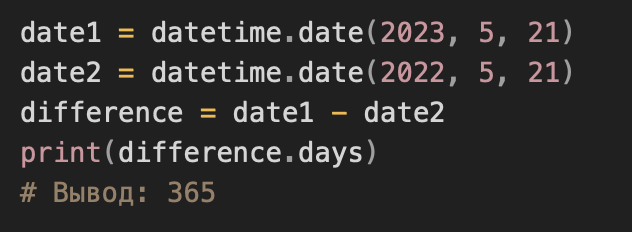 date1 = datetime.date(2023, 5, 21)
date2 = datetime.date(2022, 5, 21)
difference = date1 - date2
print(difference.days)
# Вывод: 365